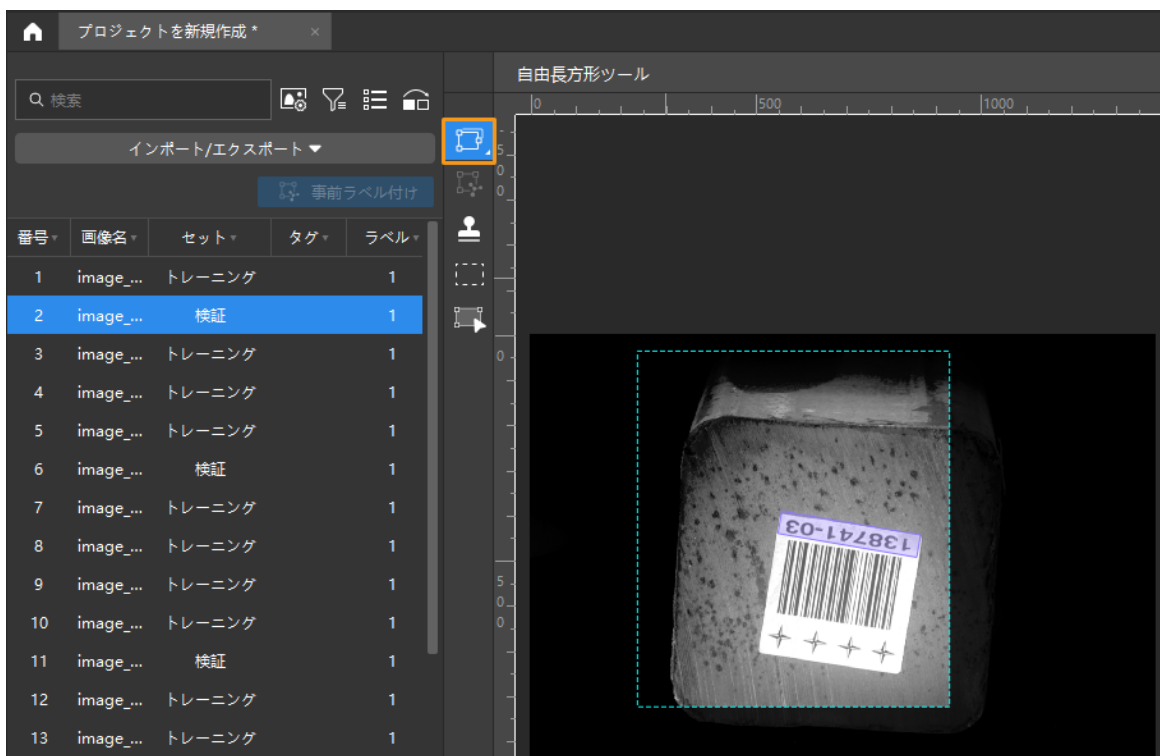 プロジェクトを新規作成 * ×
検索
インポート/エクスポート ▼
事前ラベル付け
番号 画像名 セット タグ ラベル
1 image_... トレーニング 1
2 image_... 検証 1
3 image_... トレーニング 1
4 image_... トレーニング 1
5 image_... トレーニング 1
6 image_... 検証 1
7 image_... トレーニング 1
8 image_... トレーニング 1
9 image_... トレーニング 1
10 image_... トレーニング 1
11 image_... 検証 1
12 image_... トレーニング 1
13 image_... トレーニング 1
自由長方形ツール
0 500 1000
-500
0
500
138741-03